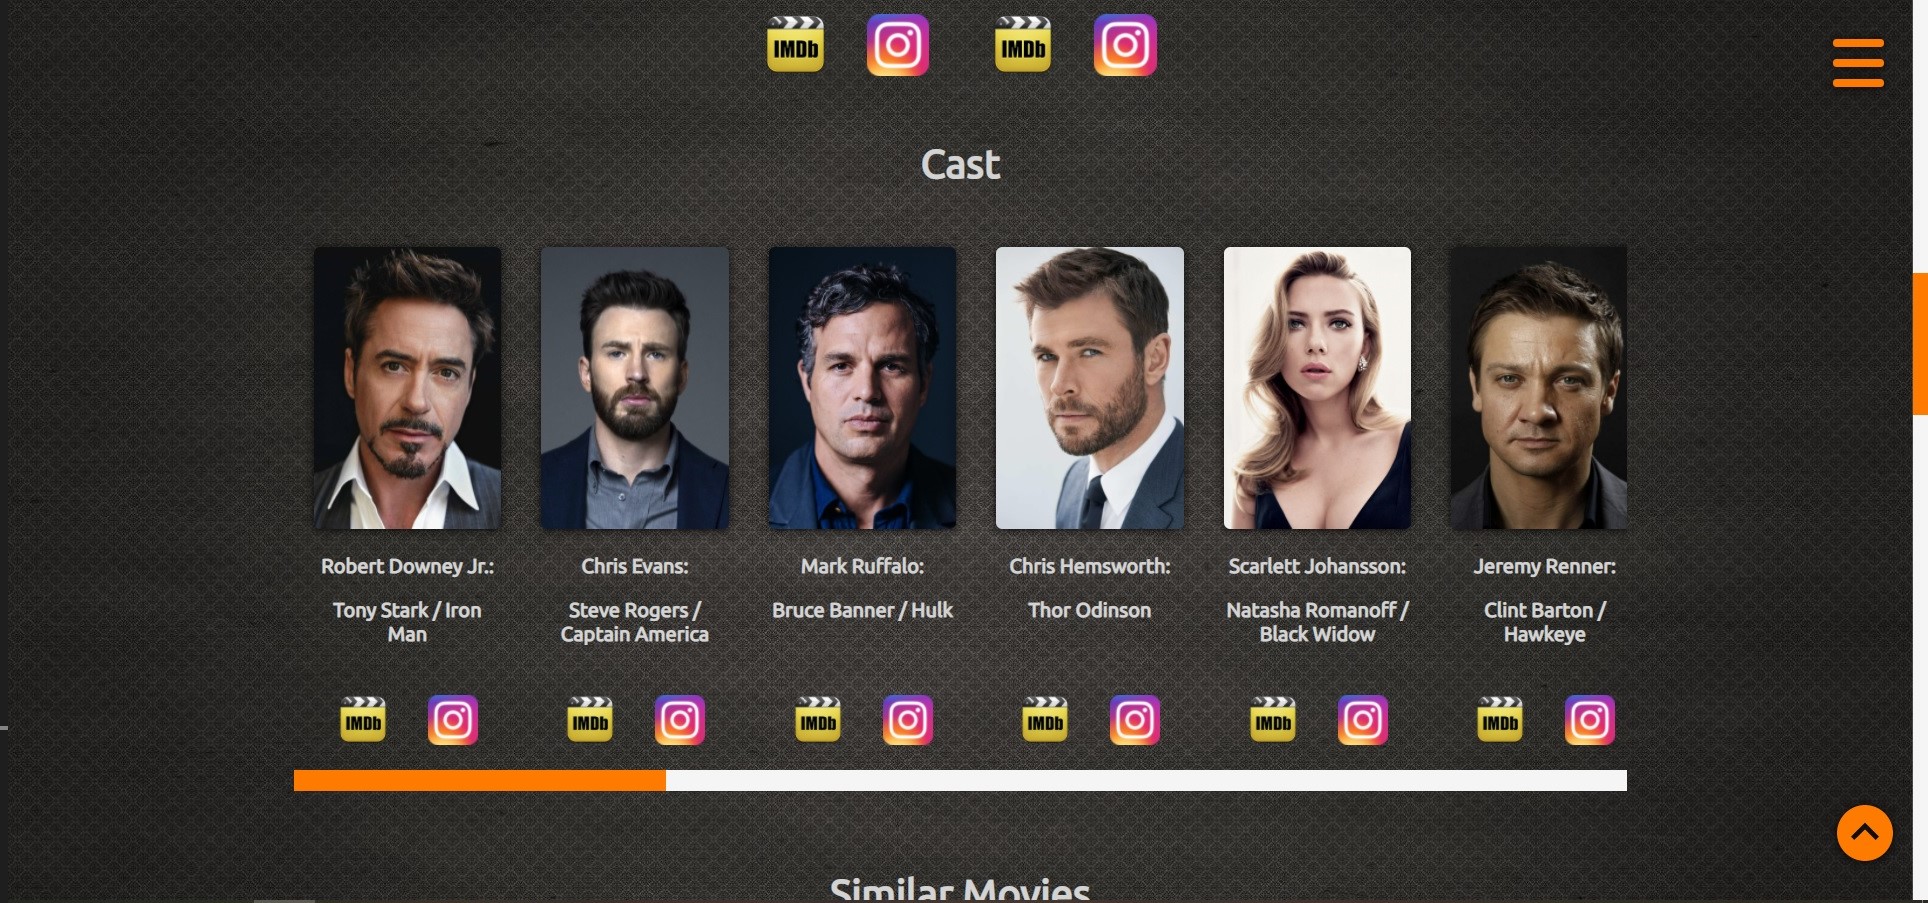 IMDb IMDb
Cast
Robert Downey Jr.: Chris Evans: Mark Ruffalo: Chris Hemsworth: Scarlett Johansson: Jeremy Renner:
Tony Stark / Iron Steve Rogers / Bruce Banner / Hulk Thor Odinson Natasha Romanoff / Clint Barton /
Man Captain America Black Widow Hawkeye
IMDb IMDb IMDb IMDb IMDb IMDb
Similar Movies